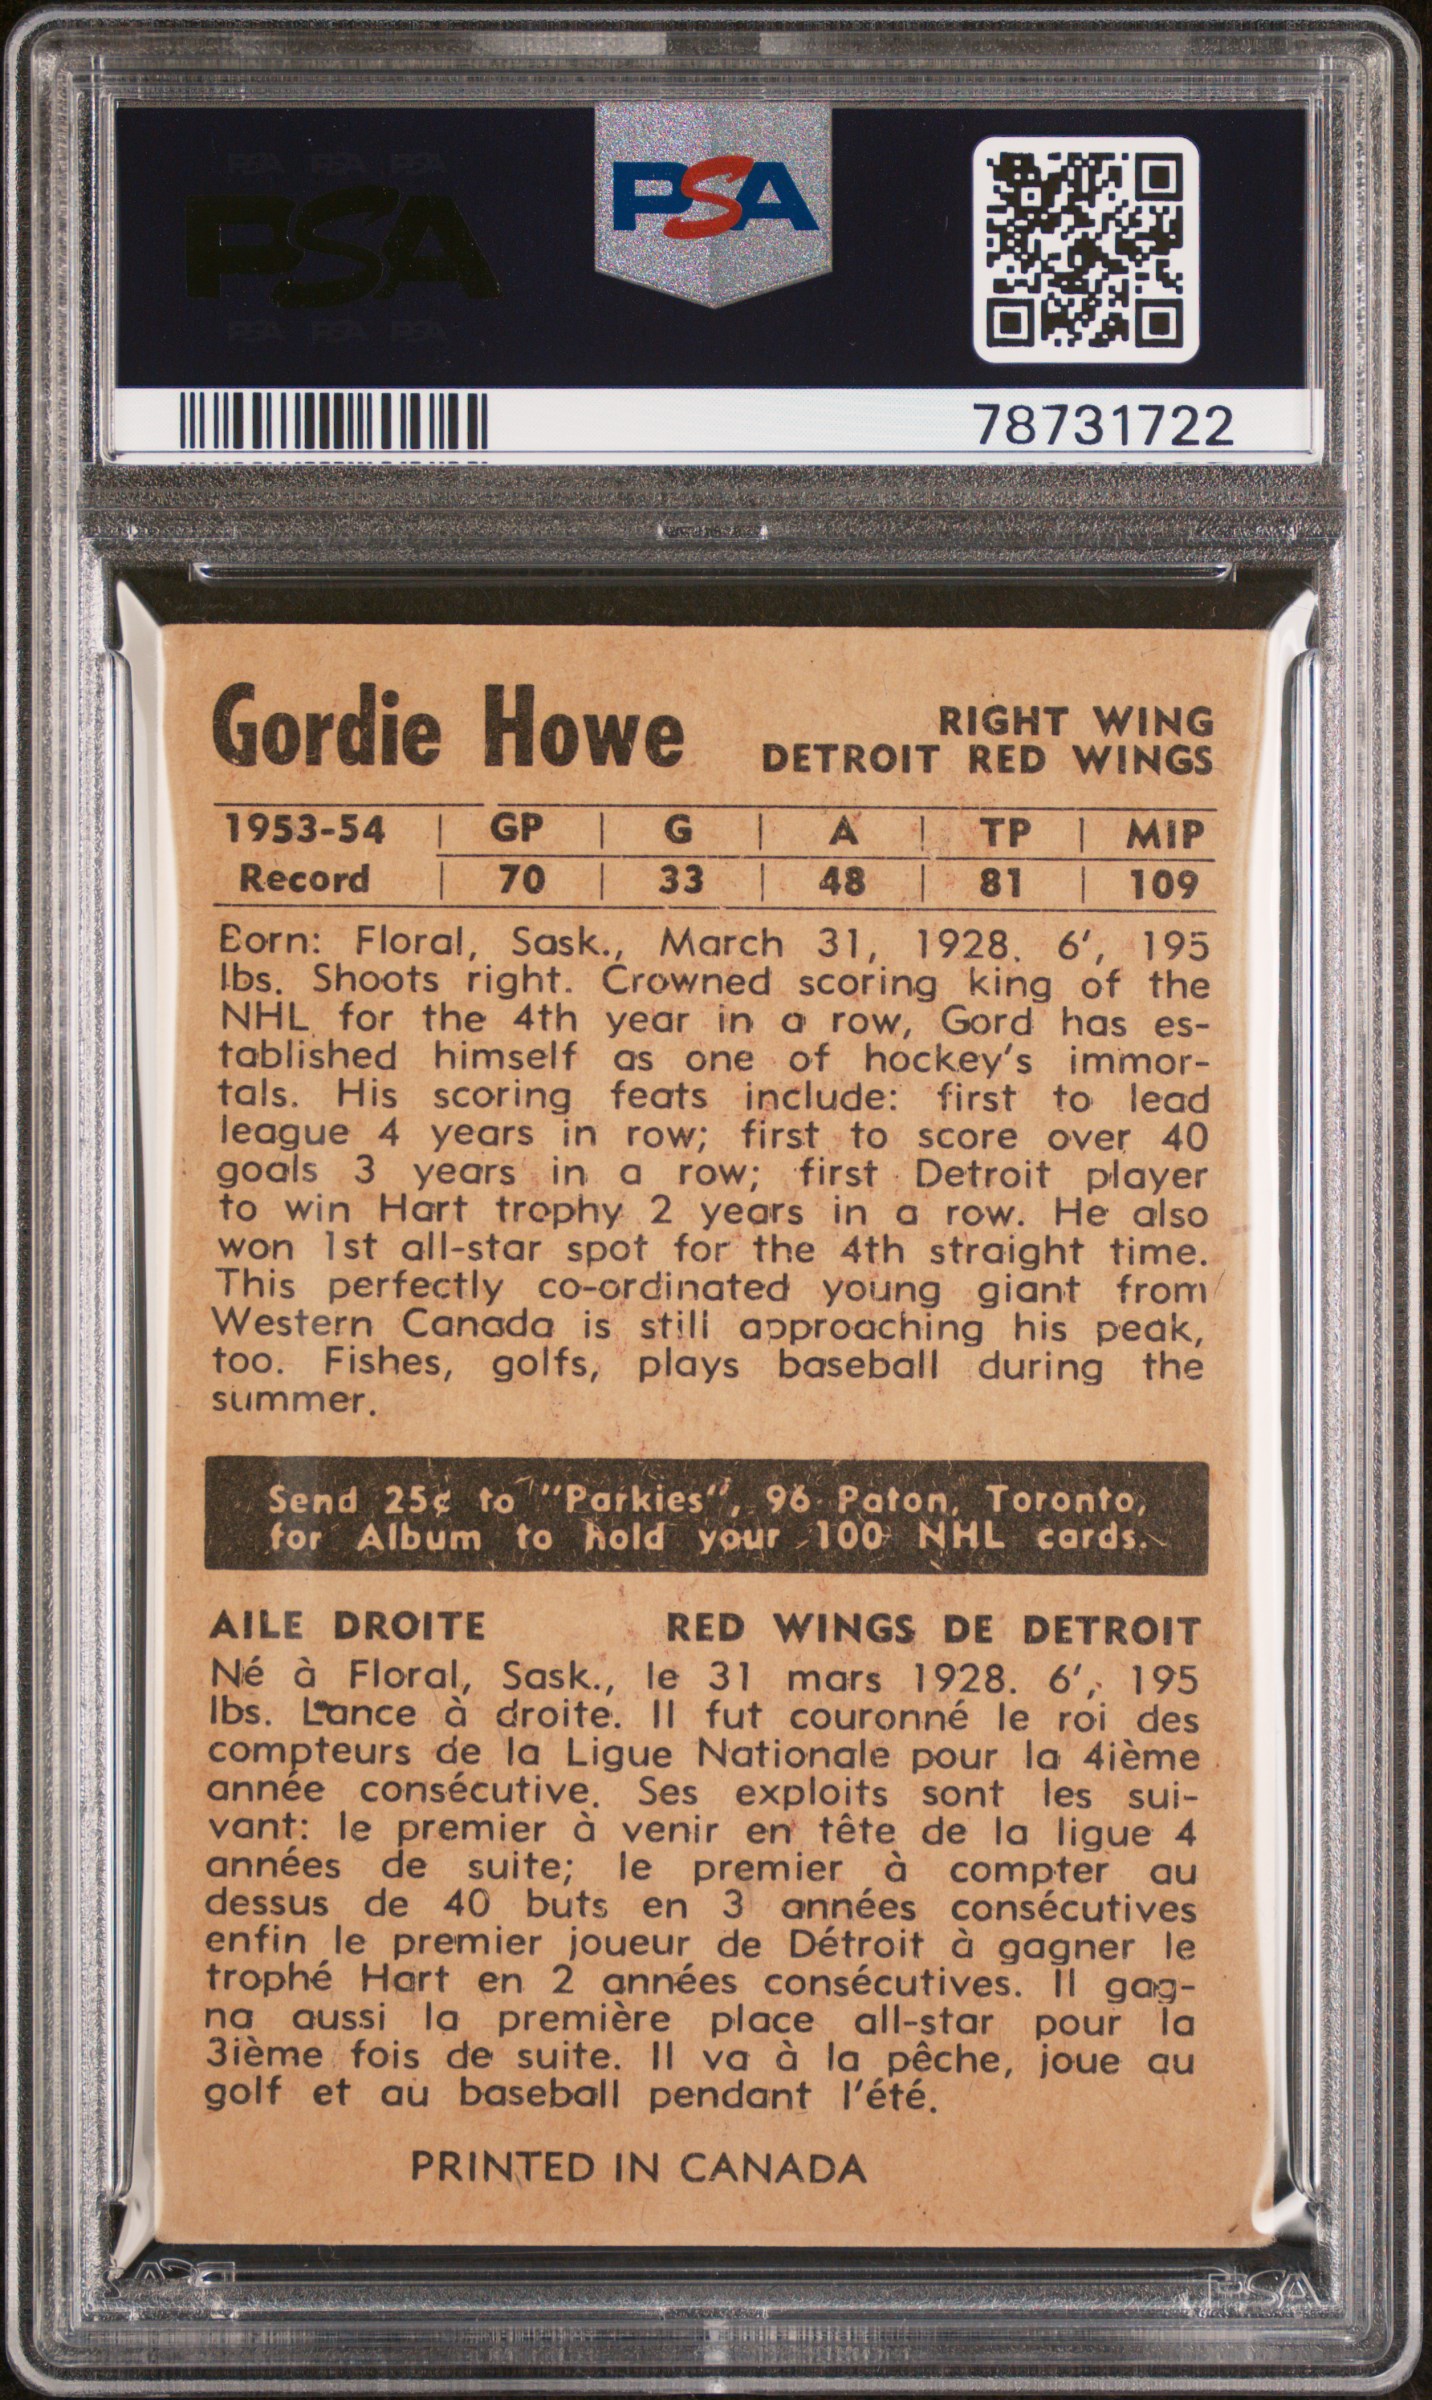 PSA PSA PSA
PSA
PSA PSA PSA
PSA
78731722
Gordie Howe
RIGHT WING
DETROIT RED WINGS
1953-54 | GP | G | A | TP | MIP
Record | 70 | 33 | 48 | 81 | 109
Born: Floral, Sask., March 31, 1928. 6', 195
lbs. Shoots right. Crowned scoring king of the
NHL for the 4th year in a row, Gord has es-
tablished himself as one of hockey's immor-
tals. His scoring feats include: first to lead
league 4 years in row; first to score over 40
goals 3 years in a row; first Detroit player
to win Hart trophy 2 years in a row. He also
won 1st all-star spot for the 4th straight time.
This perfectly co-ordinated young giant from
Western Canada is still approaching his peak,
too. Fishes, golfs, plays baseball during the
summer.
Send 25¢ to "Parkies", 96 Paton, Toronto,
for Album to hold your 100 NHL cards.
AILE DROITE RED WINGS DE DETROIT
Né à Floral, Sask., le 31 mars 1928. 6', 195
lbs. Lance à droite. Il fut couronné le roi des
compteurs de la Ligue Nationale pour la 4ième
année consécutive. Ses exploits sont les sui-
vant: le premier à venir en tête de la ligue 4
années de suite; le premier à compter au
dessus de 40 buts en 3 années consécutives
enfin le premier joueur de Détroit à gagner le
trophé Hart en 2 années consécutives. Il gag-
na aussi la première place all-star pour la
3ième fois de suite. Il va à la pêche, joue au
golf et au baseball pendant l'été.
PRINTED IN CANADA
PSA
PSA